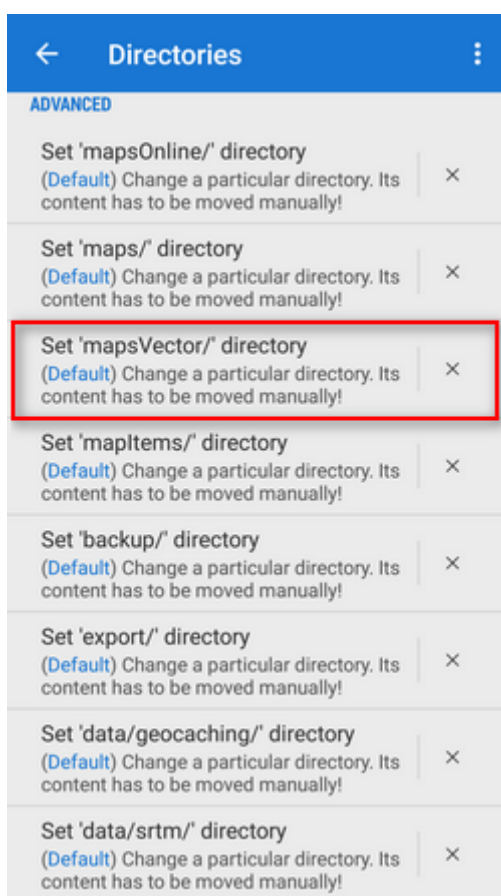 Directories
ADVANCED
Set 'mapsOnline/' directory
(Default) Change a particular directory. Its
content has to be moved manually!
Set 'maps/' directory
(Default) Change a particular directory. Its
content has to be moved manually!
Set 'mapsVector/' directory
(Default) Change a particular directory. Its
content has to be moved manually!
Set 'mapItems/' directory
(Default) Change a particular directory. Its
content has to be moved manually!
Set 'backup/' directory
(Default) Change a particular directory. Its
content has to be moved manually!
Set 'export/' directory
(Default) Change a particular directory. Its
content has to be moved manually!
Set 'data/geocaching/' directory
(Default) Change a particular directory. Its
content has to be moved manually!
Set 'data/srtm/' directory
(Default) Change a particular directory. Its
content has to be moved manually!